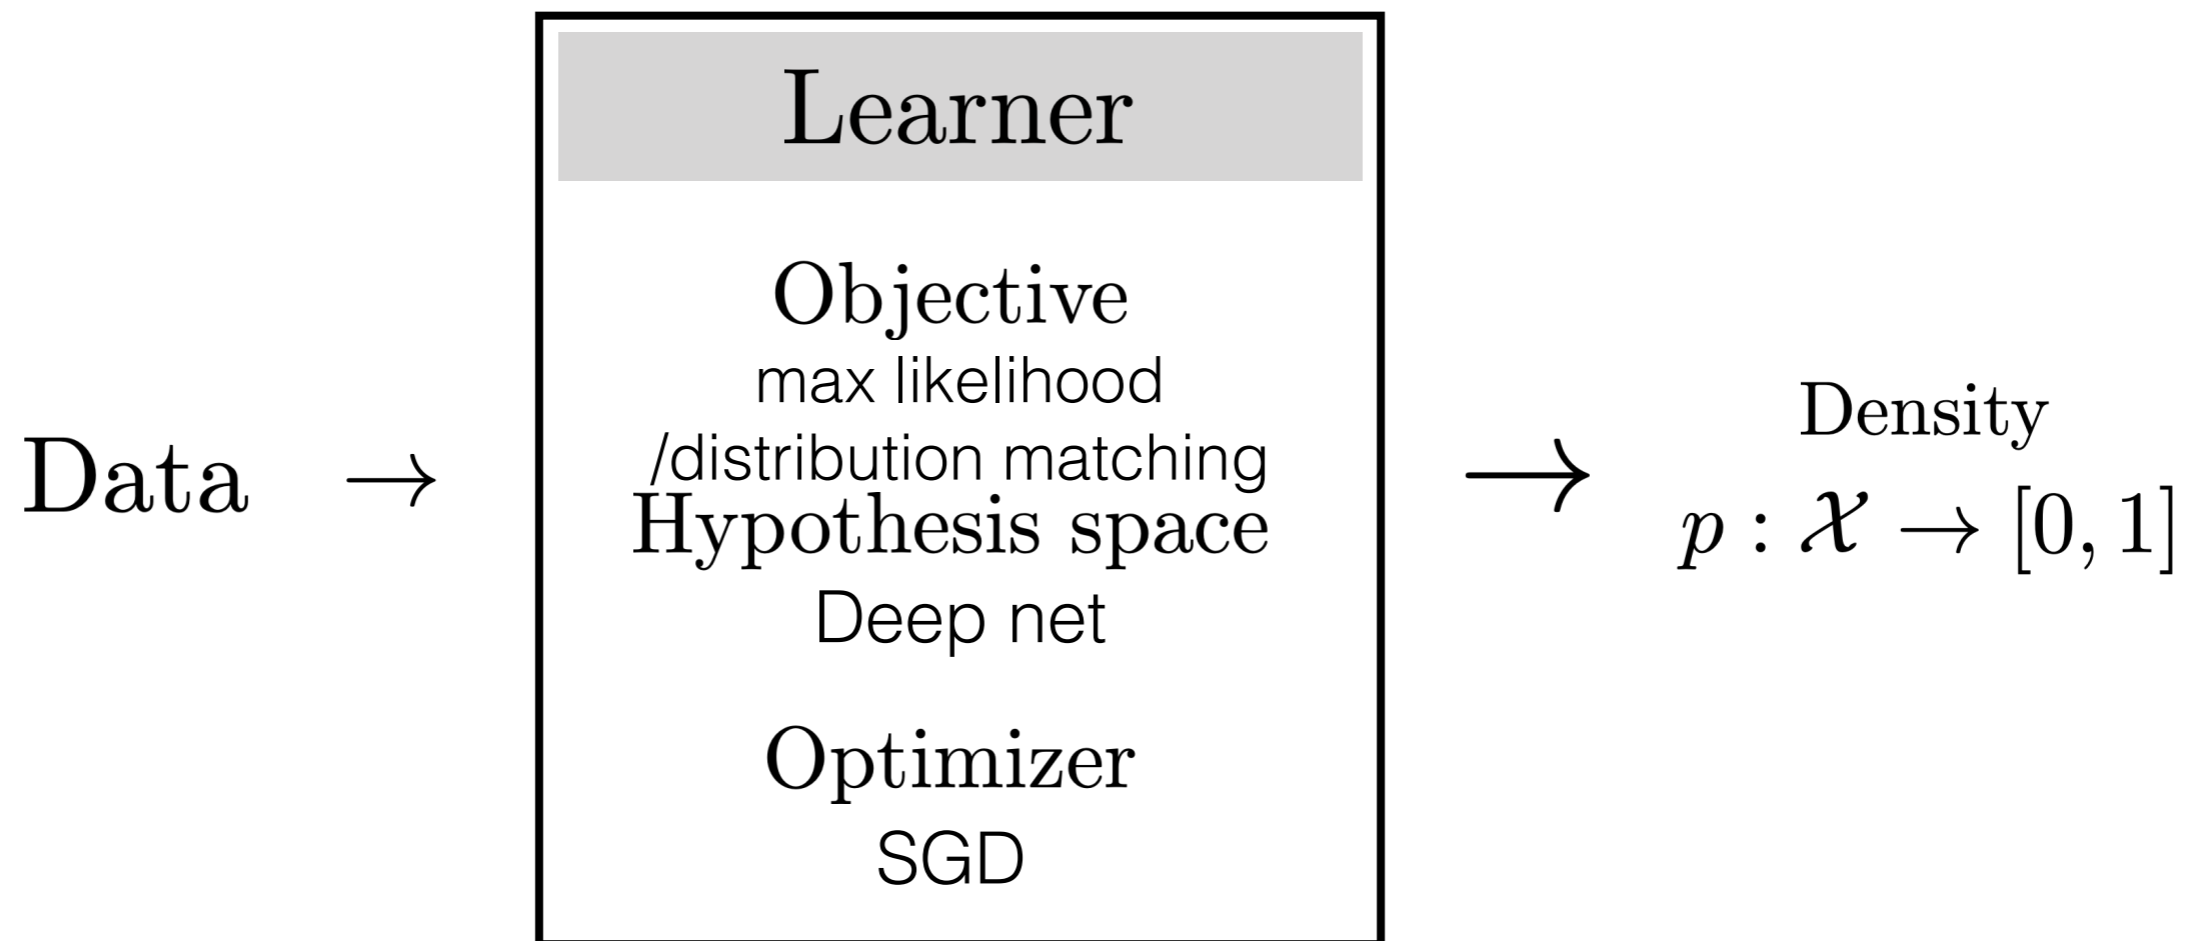 Data →
Learner
Objective
max likelihood
/distribution matching
Hypothesis space
Deep net
Optimizer
SGD
→
Density
p : 𝒳 → [0, 1]